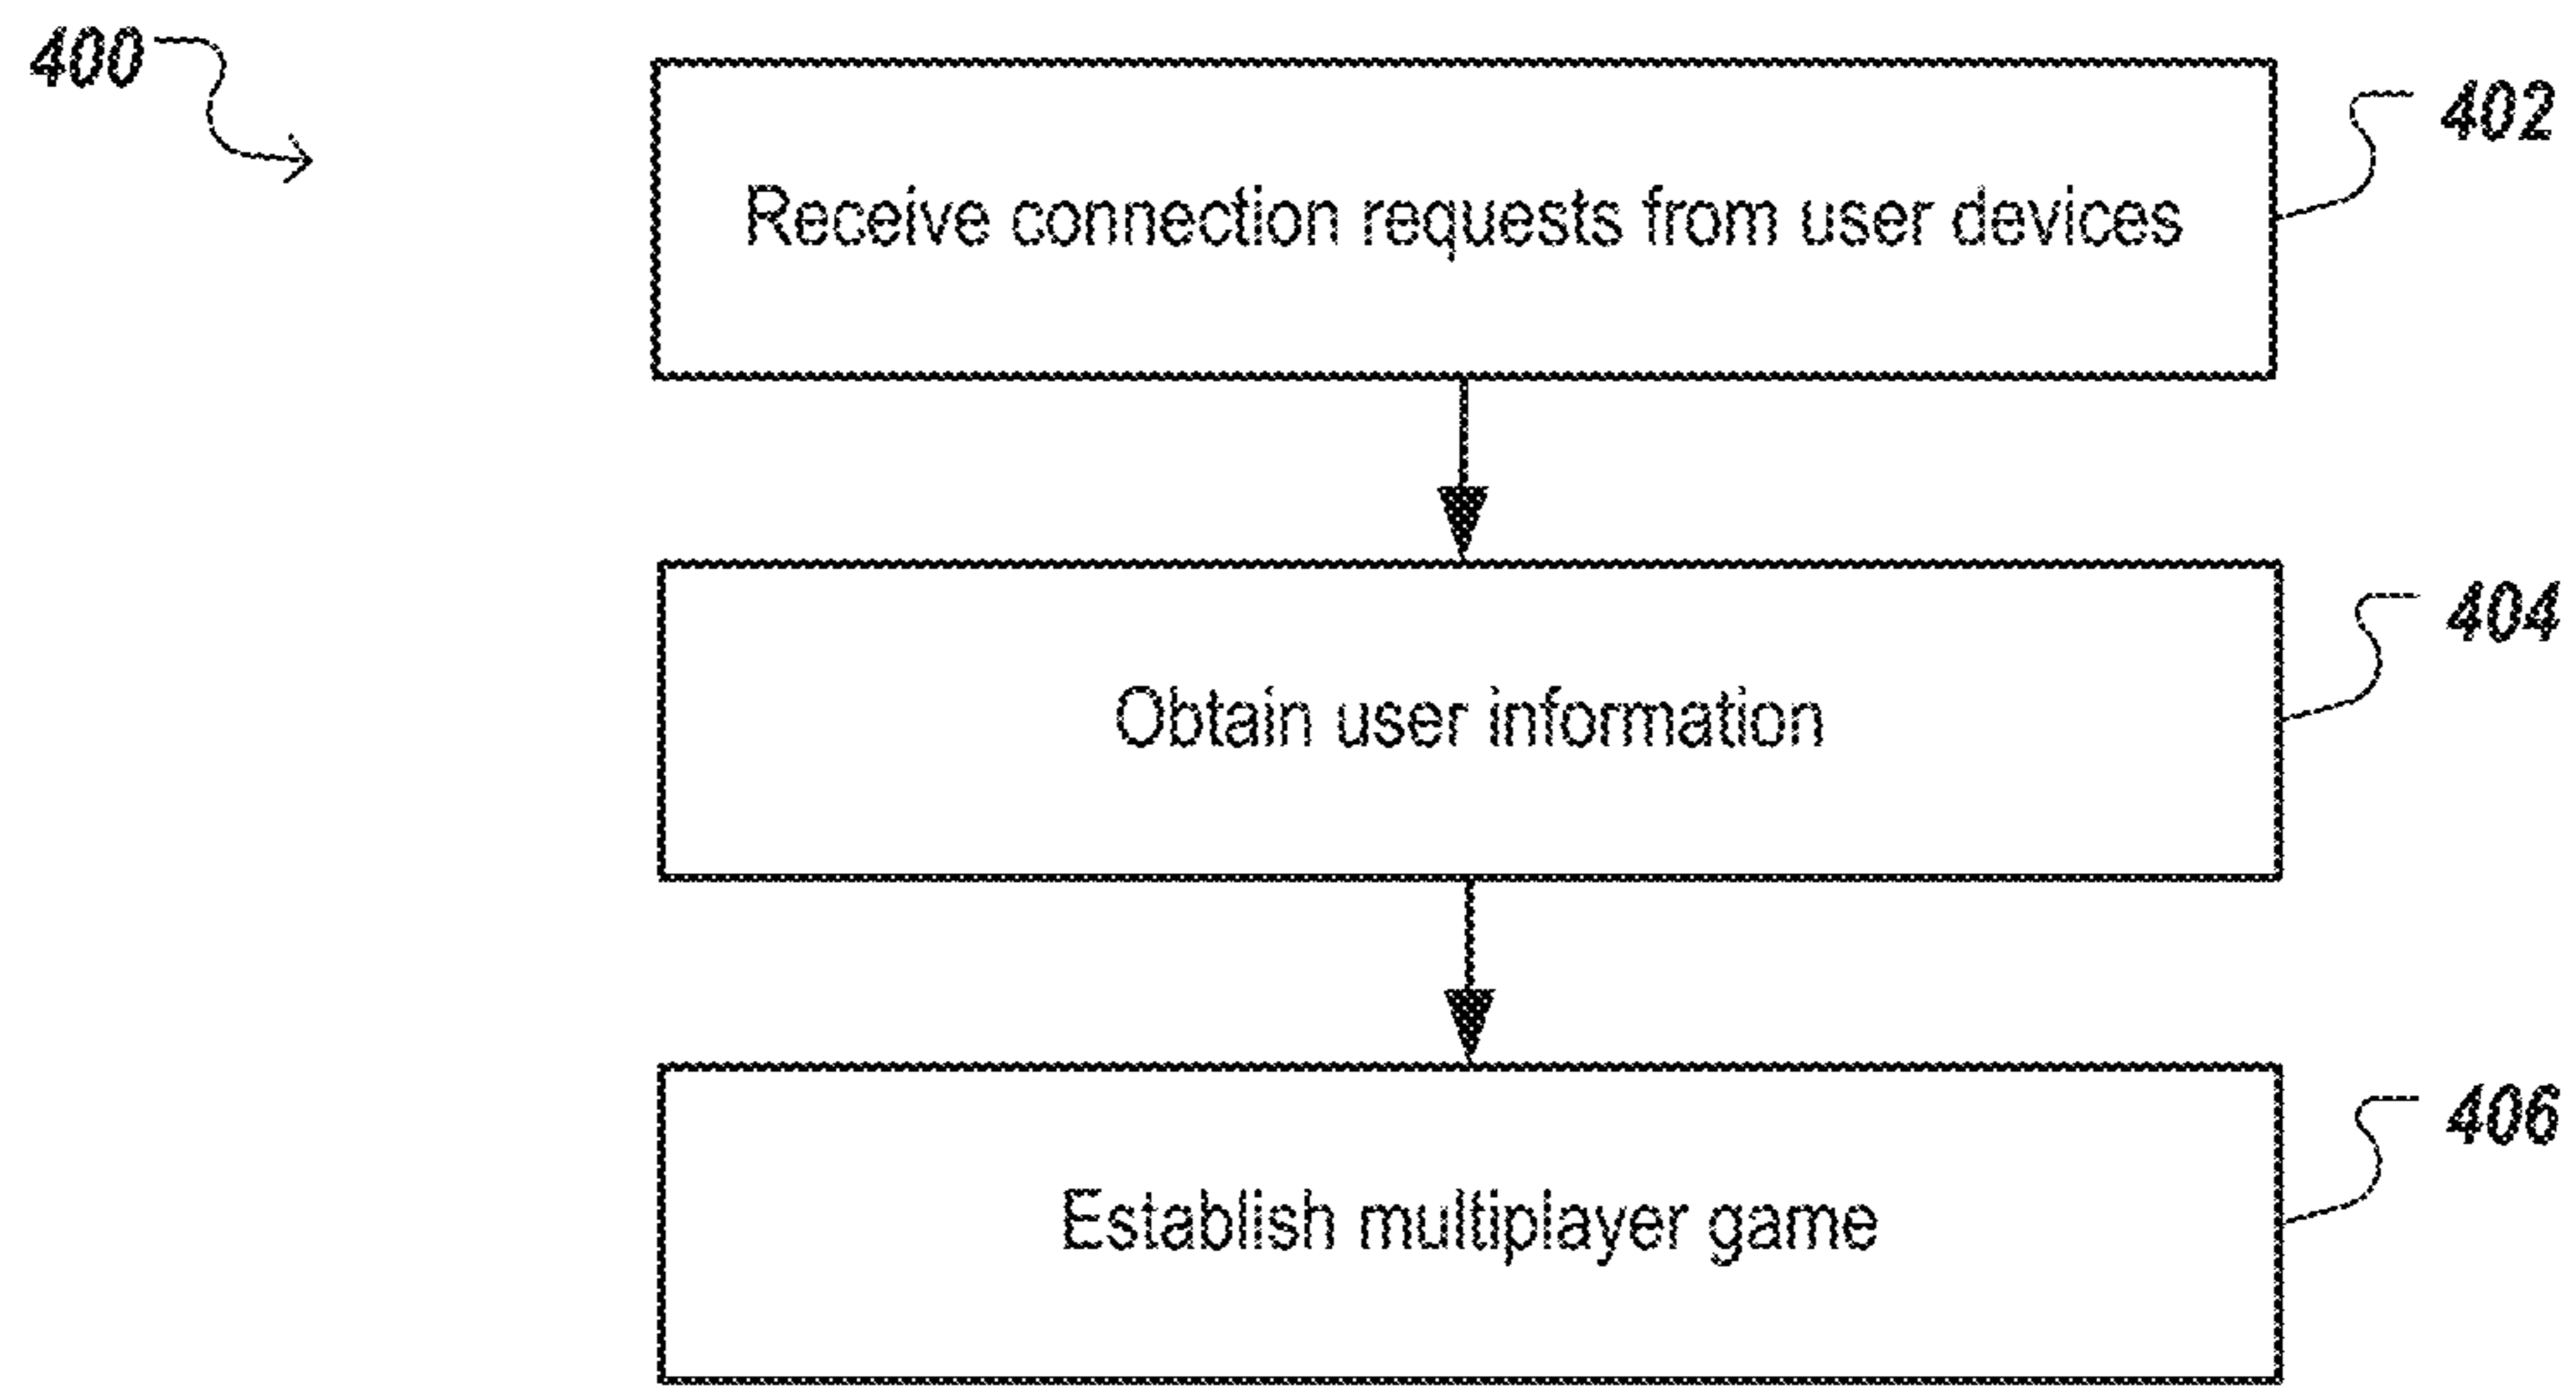 400
402
Receive connection requests from user devices
404
Obtain user information
406
Establish multiplayer game